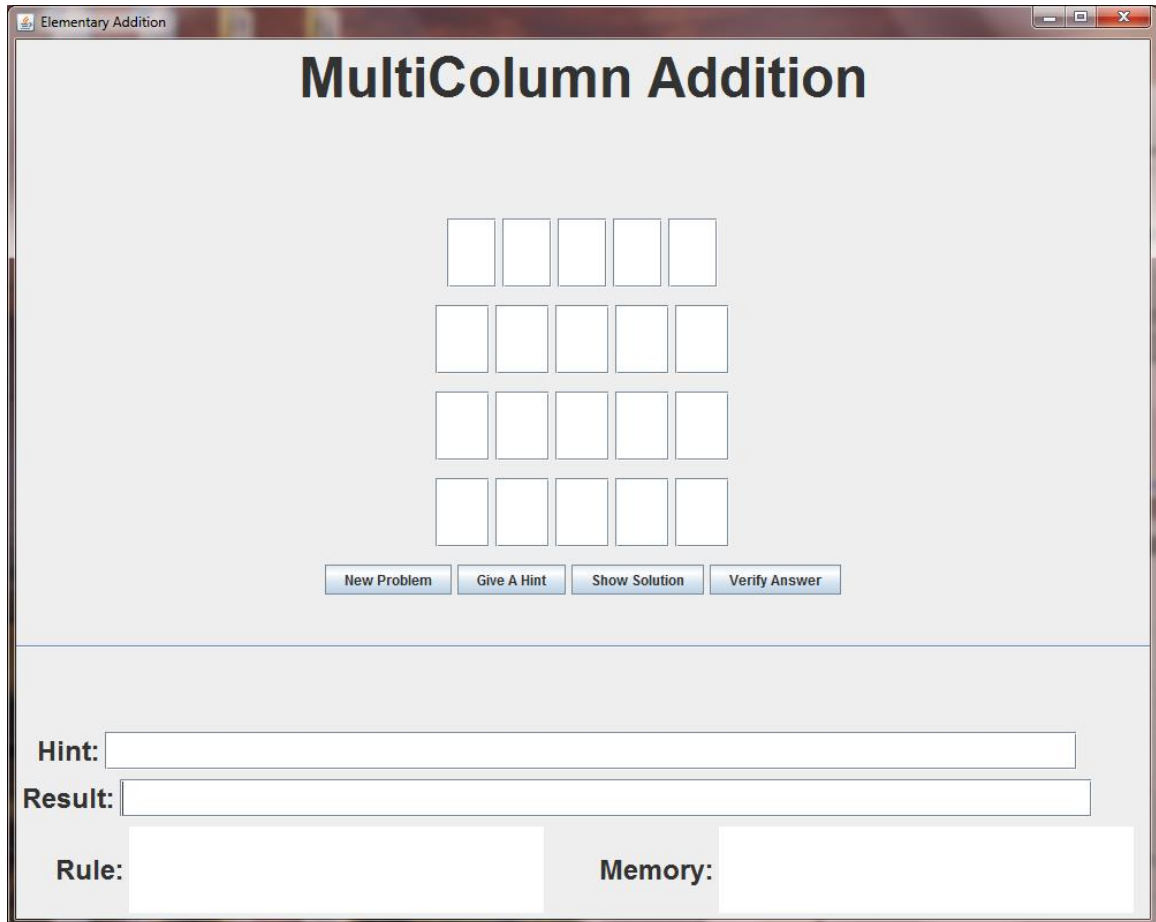 Elementary Addition
MultiColumn Addition
New Problem Give A Hint Show Solution Verify Answer
Hint:
Result:
Rule: Memory: